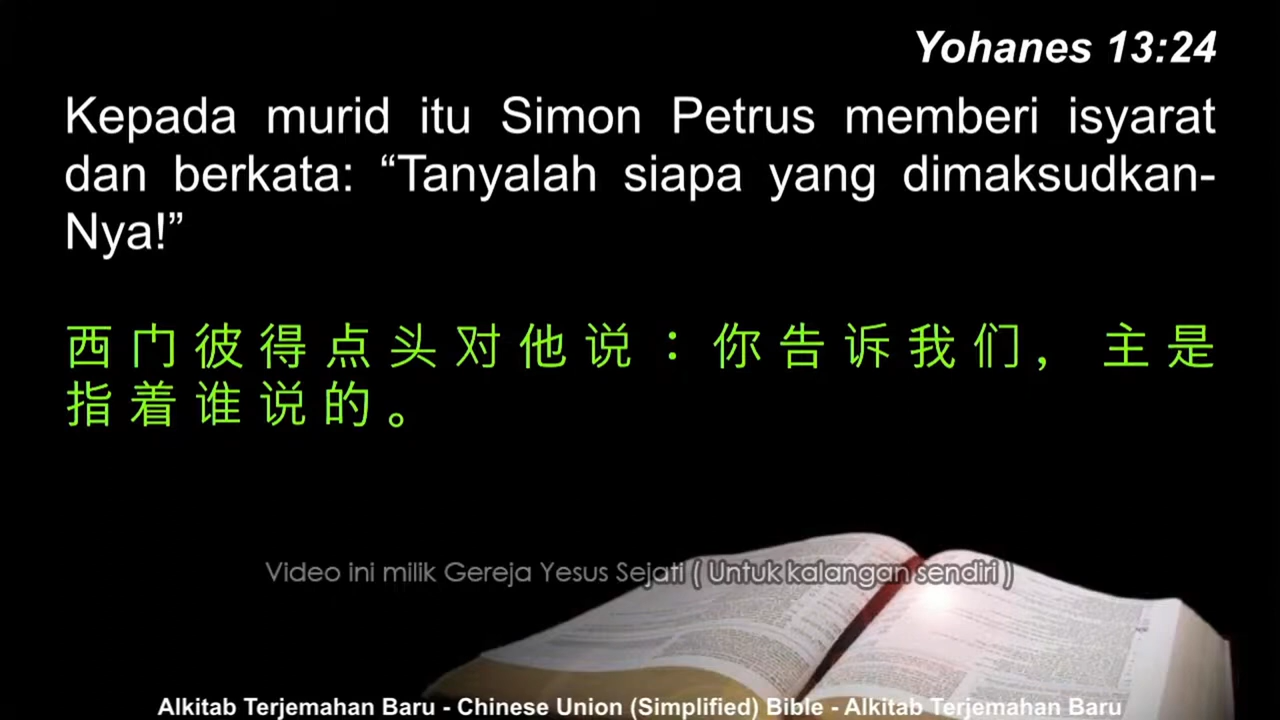 Yohanes 13:24
Kepada murid itu Simon Petrus memberi isyarat
dan berkata: “Tanyalah siapa yang dimaksudkan-
Nya!”
西门彼得点头对他说：你告诉我们，主是
指着谁说的。
Video ini milik Gereja Yesus Sejati ( Untuk kalangan sendiri )
Alkitab Terjemahan Baru - Chinese Union (Simplified) Bible - Alkitab Terjemahan Baru